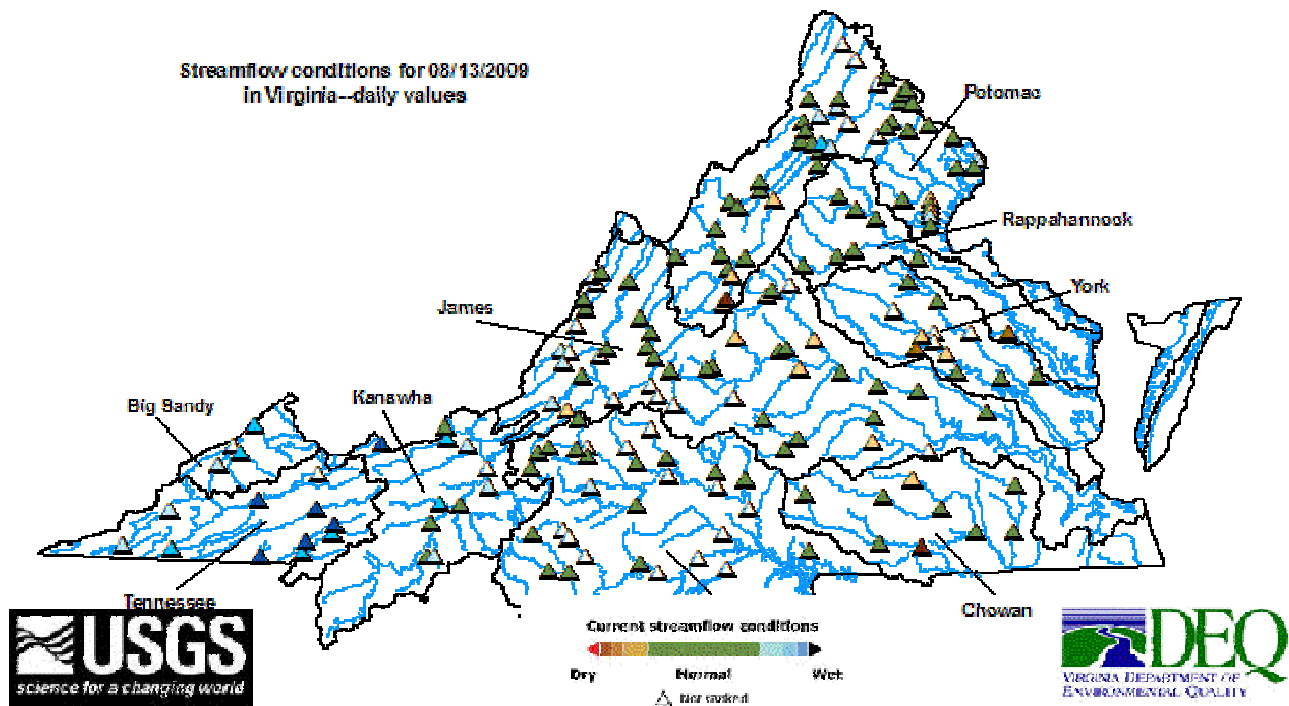 Streamflow conditions for 08/13/2009
in Virginia--daily values
Potomac
Rappahannock
York
James
Kanawha
Big Sandy
Tennessee
Chowan
USGS
science for a changing world
Current streamflow conditions
Dry Normal Wet
Not ranked
DEQ
VIRGINIA DEPARTMENT OF
ENVIRONMENTAL QUALITY